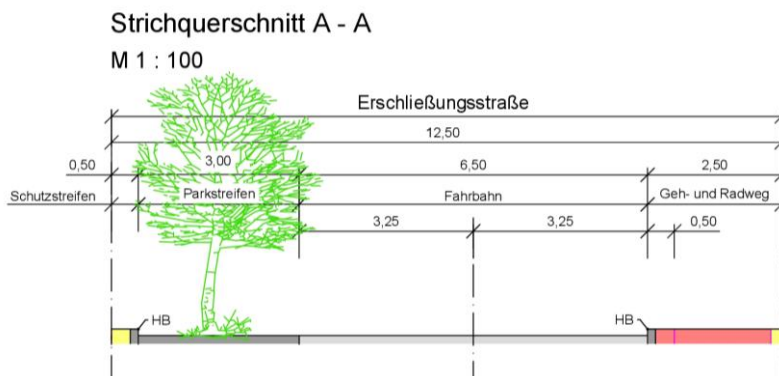 Strichquerschnitt A - A
M 1 : 100
Erschließungsstraße
12,50
0,50 3,00 6,50 2,50
Schutzstreifen Parkstreifen Fahrbahn Geh- und Radweg
3,25 3,25 0,50
HB HB